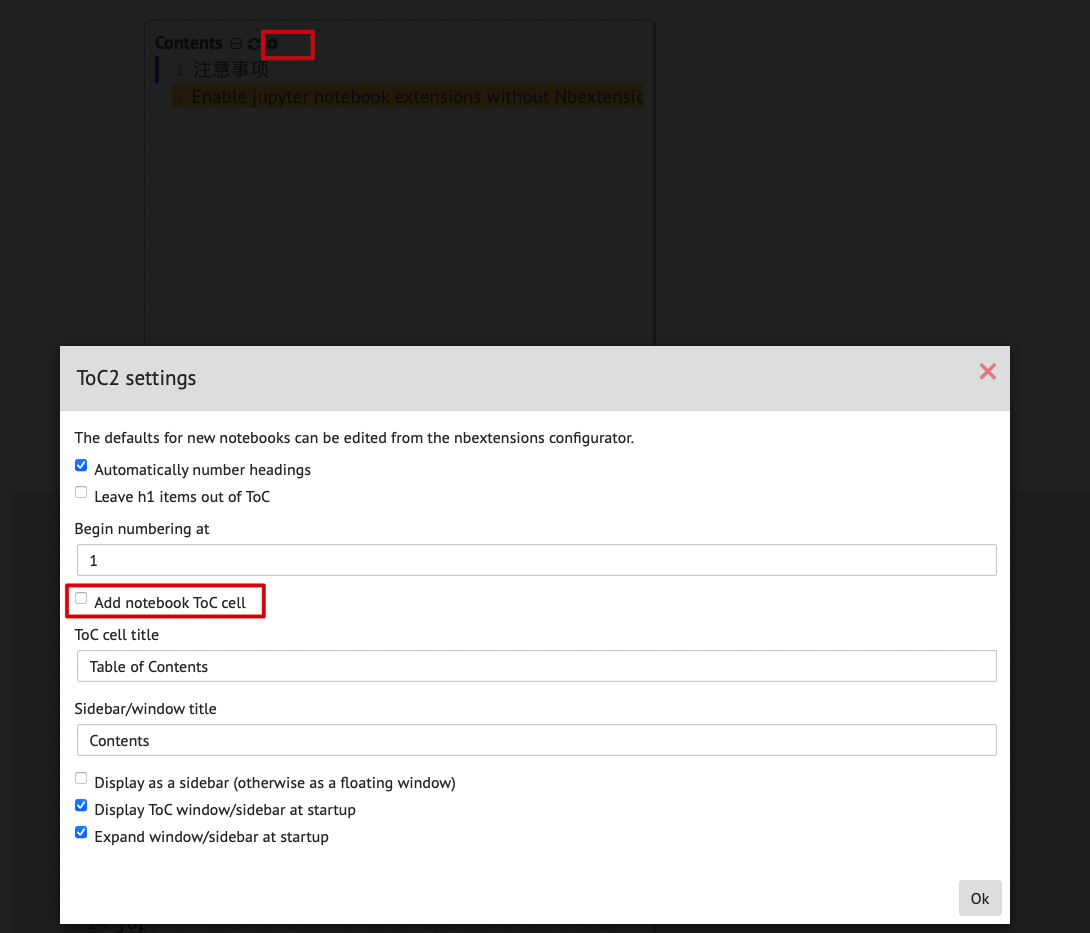 Contents
1 注意事项
2 Enable jupyter notebook extensions without Nbextensic
ToC2 settings
The defaults for new notebooks can be edited from the nbextensions configurator.
Automatically number headings
Leave h1 items out of ToC
Begin numbering at
1
Add notebook ToC cell
ToC cell title
Table of Contents
Sidebar/window title
Contents
Display as a sidebar (otherwise as a floating window)
Display ToC window/sidebar at startup
Expand window/sidebar at startup
Ok